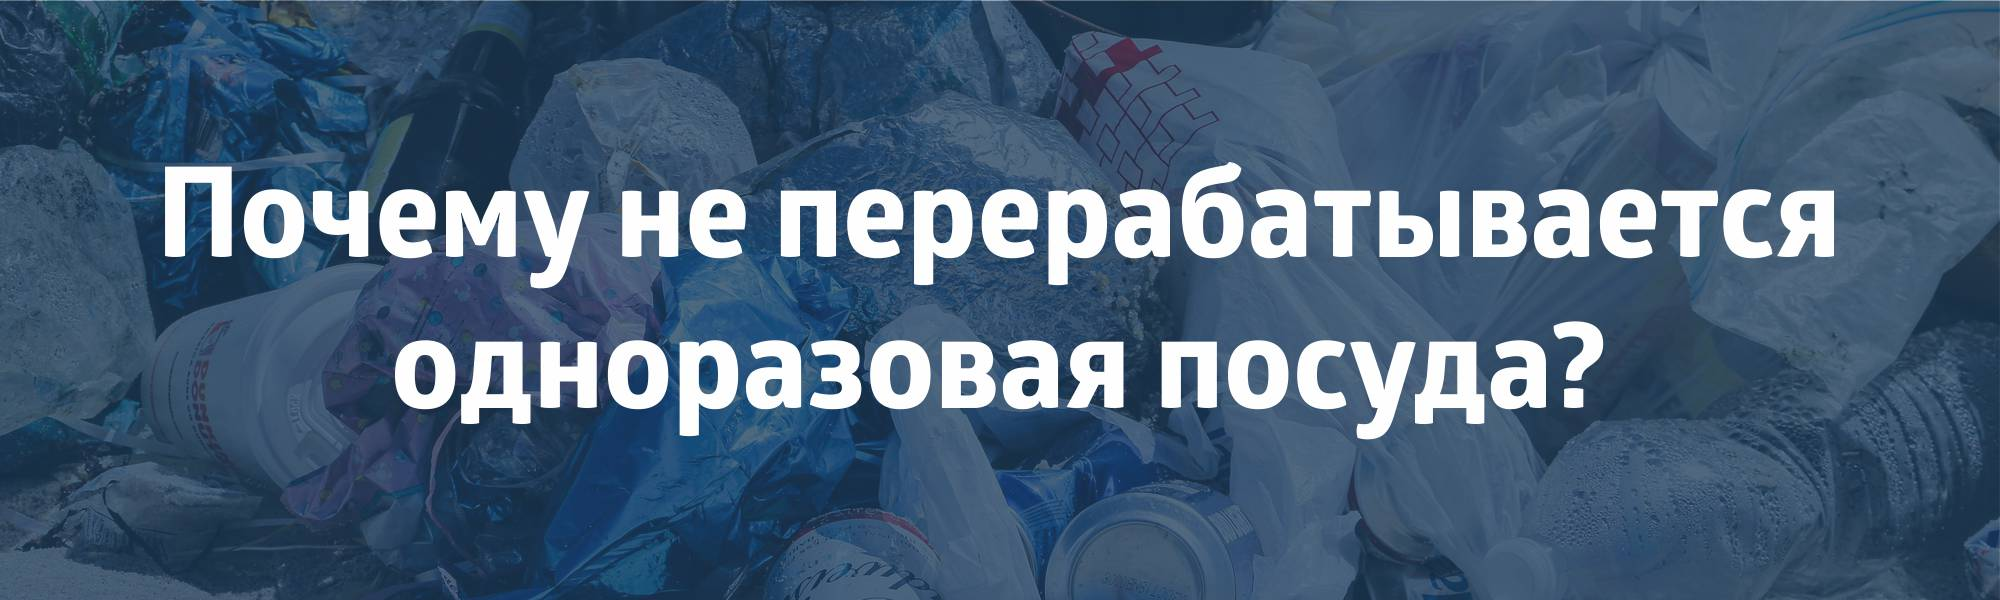 Почему не перерабатывается
одноразовая посуда?